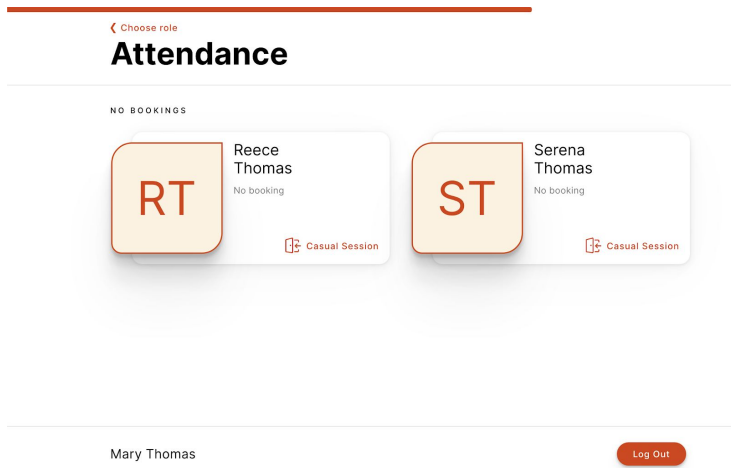 Choose role
Attendance
NO BOOKINGS
RT
Reece
Thomas
No booking
Casual Session
ST
Serena
Thomas
No booking
Casual Session
Mary Thomas
Log Out